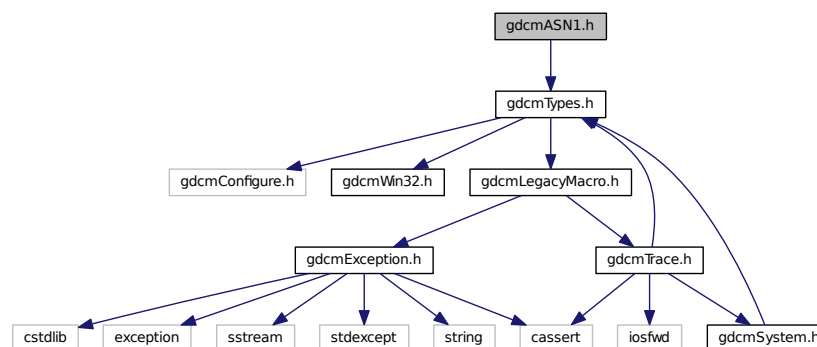 gdcmASN1.h
gdcmTypes.h
gdcmConfigure.h
gdcmWin32.h
gdcmLegacyMacro.h
gdcmException.h
gdcmTrace.h
cstdlib
exception
sstream
stdexcept
string
cassert
iosfwd
gdcmSystem.h